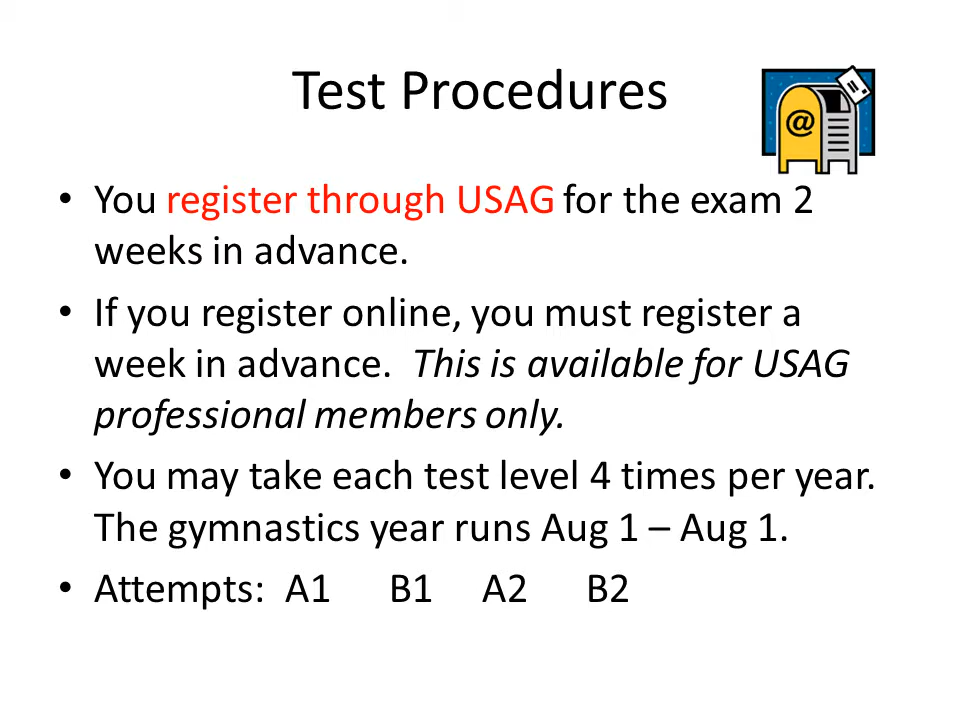 Test Procedures
@
• You register through USAG for the exam 2
weeks in advance.
• If you register online, you must register a
week in advance.  This is available for USAG
professional members only.
• You may take each test level 4 times per year.
The gymnastics year runs Aug 1 – Aug 1.
• Attempts:  A1     B1     A2     B2